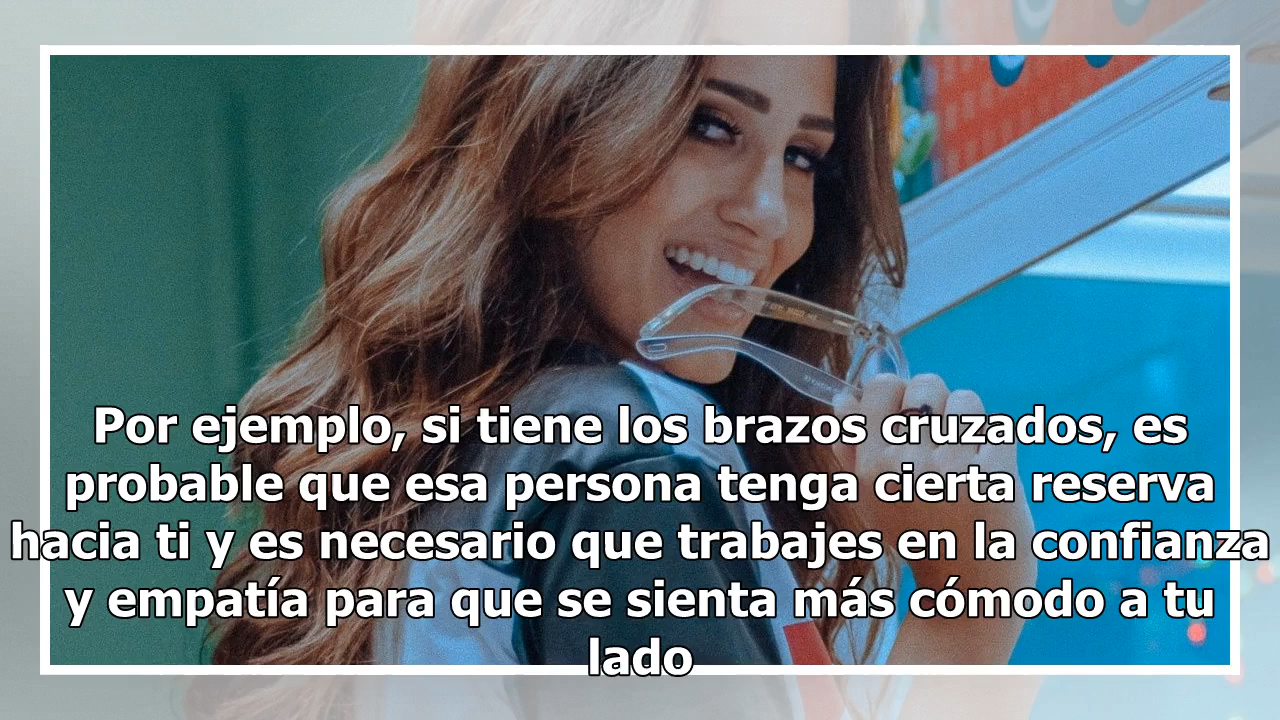 Por ejemplo, si tiene los brazos cruzados, es
probable que esa persona tenga cierta reserva
hacia ti y es necesario que trabajes en la confianza
y empatía para que se sienta más cómodo a tu
lado